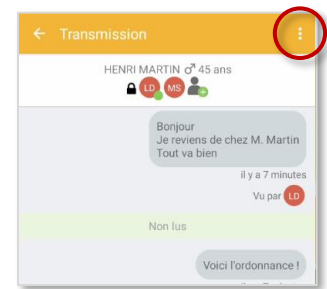 Transmission
HENRI MARTIN ♂ 45 ans
LD MS
Bonjour
Je reviens de chez M. Martin
Tout va bien
il y a 7 minutes
Vu par LD
Non lus
Voici l'ordonnance !